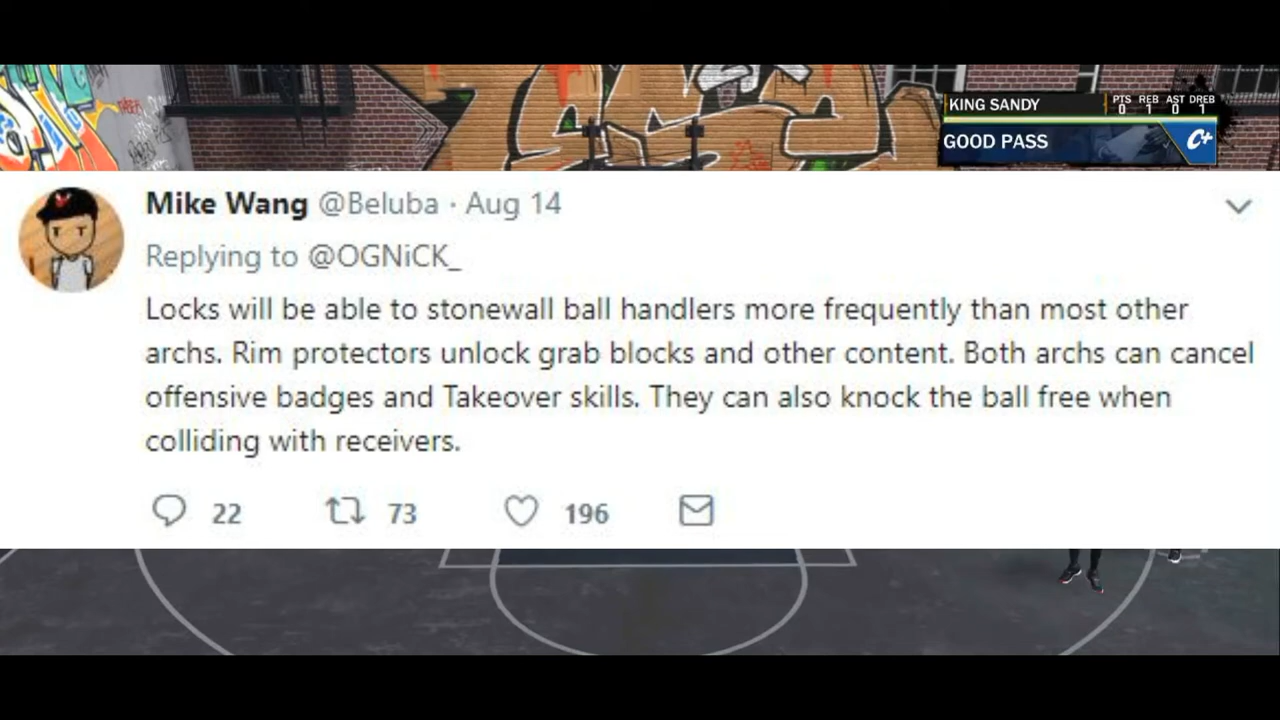 KING SANDY
PTS REB AST DREB
0 1 0 1
GOOD PASS C+
Mike Wang @Beluba · Aug 14
Replying to @OGNiCK_
Locks will be able to stonewall ball handlers more frequently than most other
archs. Rim protectors unlock grab blocks and other content. Both archs can cancel
offensive badges and Takeover skills. They can also knock the ball free when
colliding with receivers.
22 73 196